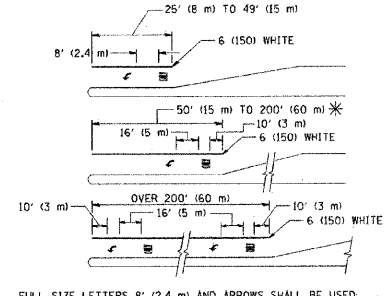 25' (8 m) TO 49' (15 m)
6 (150) WHITE
8' (2.4 m)
50' (15 m) TO 200' (60 m) *
10' (3 m)
16' (5 m)
6 (150) WHITE
OVER 200' (60 m)
10' (3 m)
10' (3 m)
16' (5 m)
6 (150) WHITE
FULL SIZE LETTERS 8' (2.4 m) AND ARROWS SHALL BE USED.